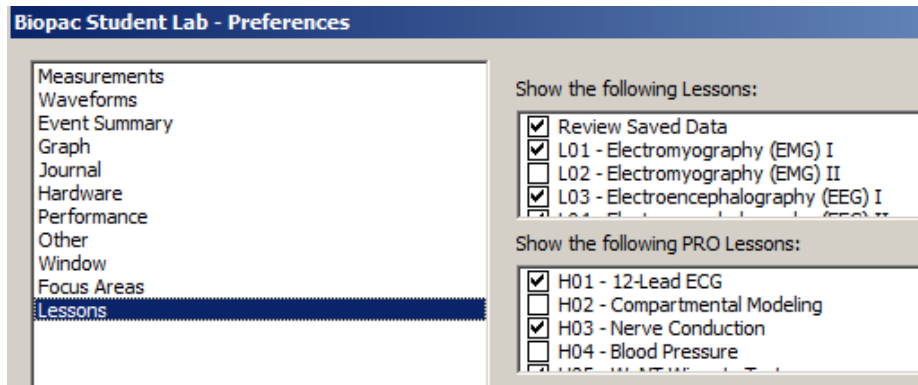 Biopac Student Lab - Preferences
Measurements
Waveforms
Event Summary
Graph
Journal
Hardware
Performance
Other
Window
Focus Areas
Lessons
Show the following Lessons:
Review Saved Data
L01 - Electromyography (EMG) I
L02 - Electromyography (EMG) II
L03 - Electroencephalography (EEG) I
Show the following PRO Lessons:
H01 - 12-Lead ECG
H02 - Compartmental Modeling
H03 - Nerve Conduction
H04 - Blood Pressure